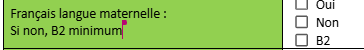 Oui
Français langue maternelle :
Non
Si non, B2 minimum
B2